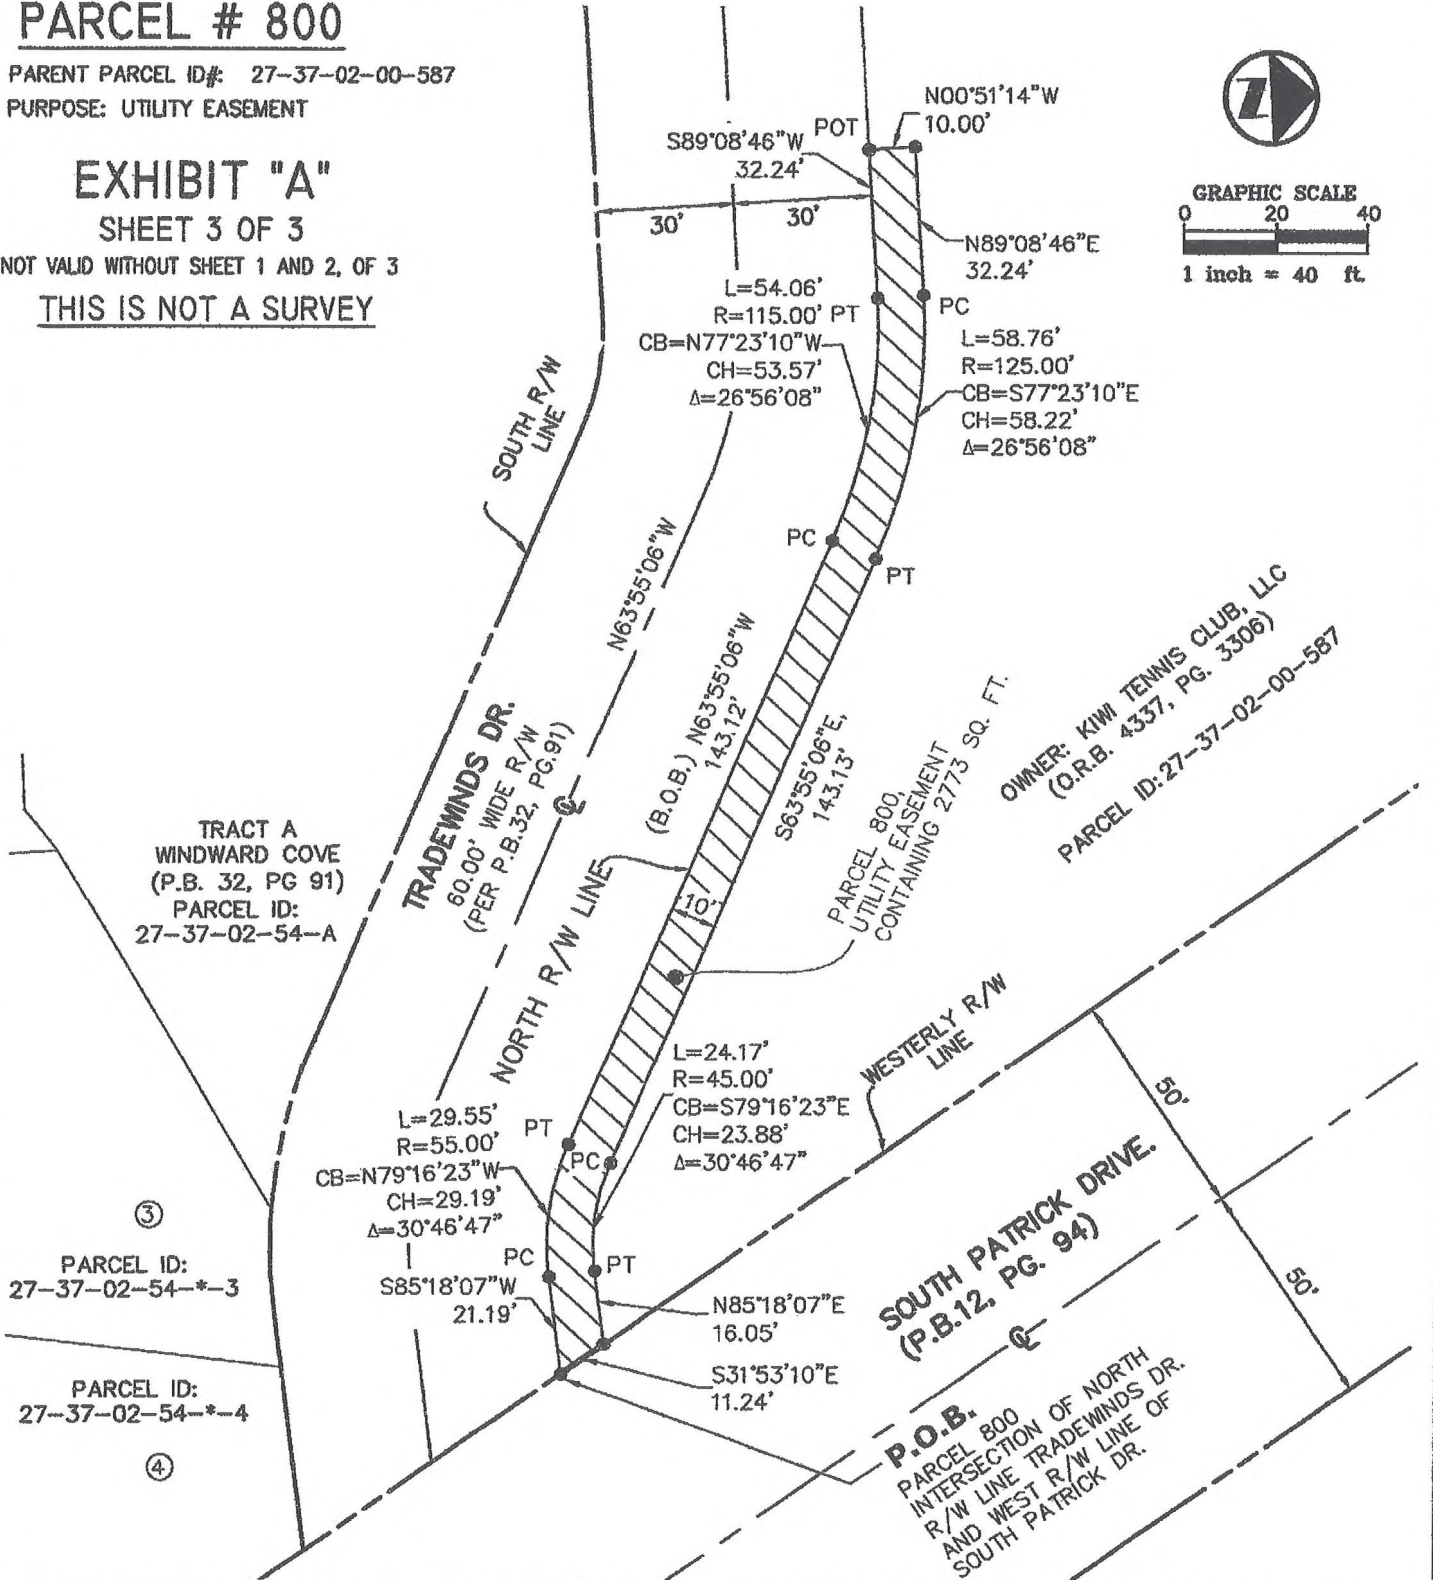 PARCEL # 800
PARENT PARCEL ID#: 27-37-02-00-587
PURPOSE: UTILITY EASEMENT
EXHIBIT "A"
SHEET 3 OF 3
NOT VALID WITHOUT SHEET 1 AND 2, OF 3
THIS IS NOT A SURVEY
Z
GRAPHIC SCALE
0 20 40
1 inch = 40 ft.
N00°51'14"W
10.00'
POT
S89°08'46"W
32.24'
30'
30'
N89°08'46"E
32.24'
L=54.06'
R=115.00'
CB=N77°23'10"W
CH=53.57'
Δ=26°56'08"
PT
PC
L=58.76'
R=125.00'
CB=S77°23'10"E
CH=58.22'
Δ=26°56'08"
SOUTH R/W
LINE
PC
PT
N63°55'06"W
(B.O.B.) N63°55'06"W
143.12'
S63°55'06"E,
143.13'
OWNER: KIWI TENNIS CLUB, LLC
(O.R.B. 4337, PG. 3306)
PARCEL ID: 27-37-02-00-587
PARCEL 800,
UTILITY EASEMENT
CONTAINING 2773 SQ. FT.
TRADEWINDS DR.
60.00' WIDE R/W
(PER P.B.32, PG.91)
CL
TRACT A
WINDWARD COVE
(P.B. 32, PG 91)
PARCEL ID:
27-37-02-54-A
NORTH R/W LINE
10'
WESTERLY R/W
LINE
L=24.17'
R=45.00'
CB=S79°16'23"E
CH=23.88'
Δ=30°46'47"
L=29.55'
R=55.00'
CB=N79°16'23"W
CH=29.19'
Δ=30°46'47"
PT
PC
50'
50'
3
PARCEL ID:
27-37-02-54-*-3
PC
PT
S85°18'07"W
21.19'
N85°18'07"E
16.05'
S31°53'10"E
11.24'
SOUTH PATRICK DRIVE.
(P.B.12, PG. 94)
CL
PARCEL ID:
27-37-02-54-*-4
4
P.O.B.
PARCEL 800
INTERSECTION OF NORTH
R/W LINE TRADEWINDS DR.
AND WEST R/W LINE OF
SOUTH PATRICK DR.